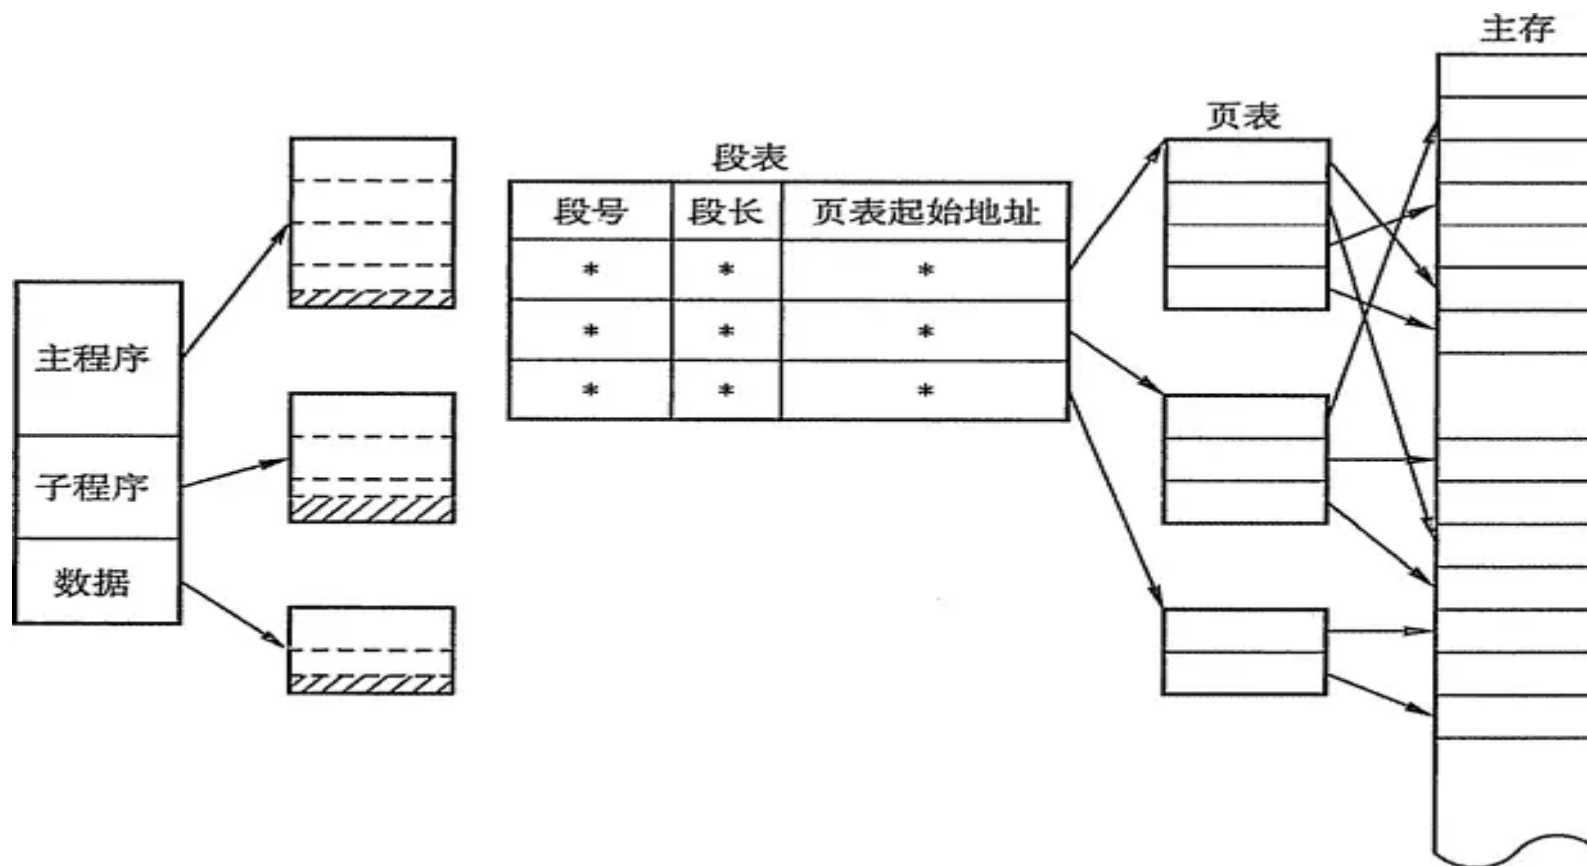 主存
页表
段表
段号 段长 页表起始地址
* * *
* * *
* * *
主程序
子程序
数据